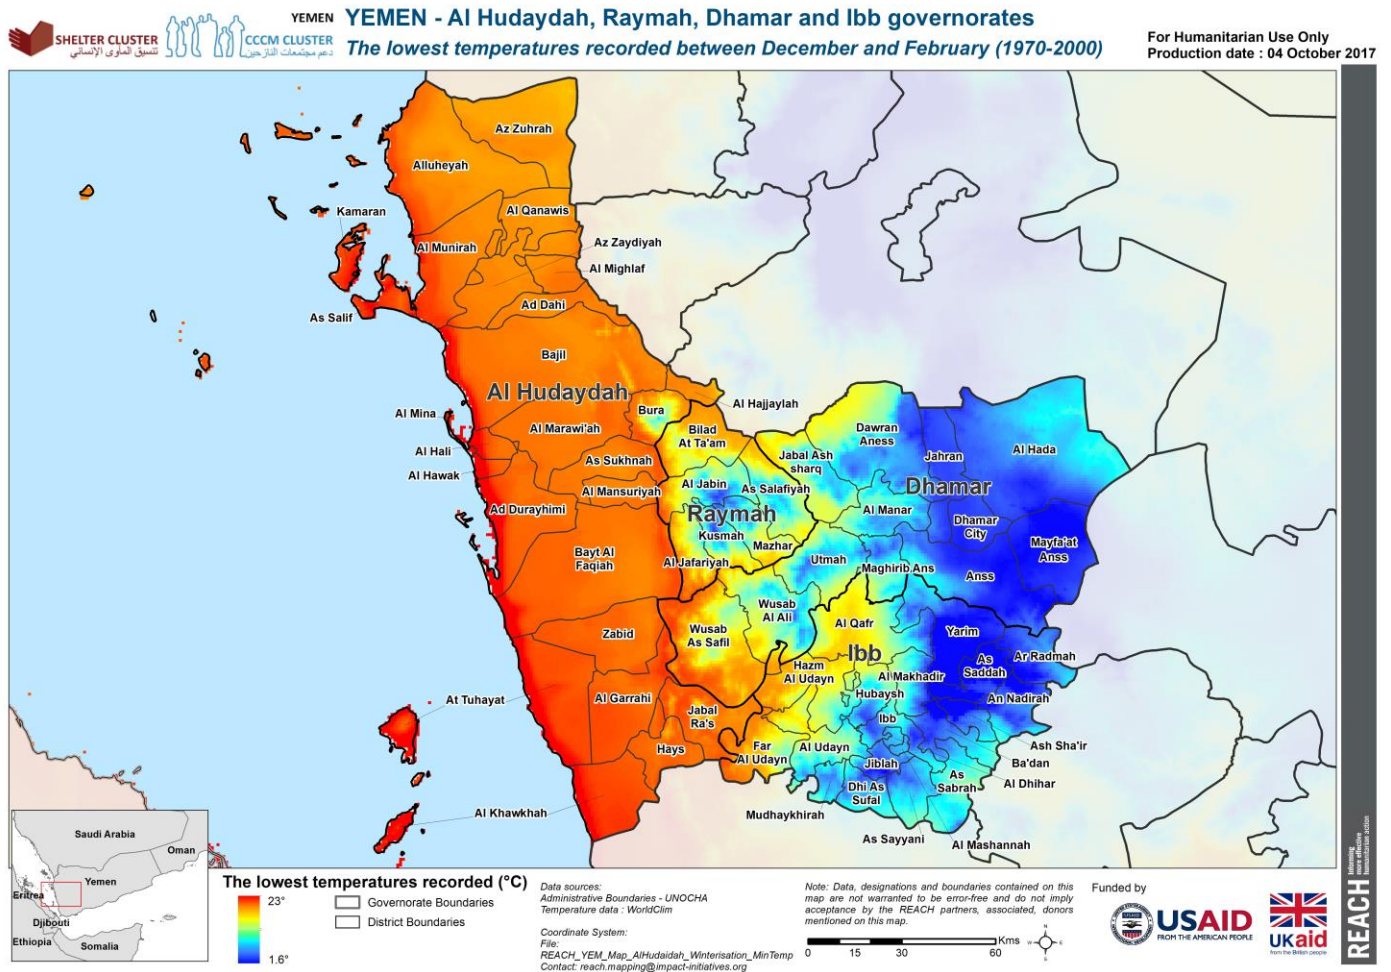 SHELTER CLUSTER
تنسيق المأوى الإنساني
CCCM CLUSTER
دعم مجتمعات النازحين
YEMEN
YEMEN - Al Hudaydah, Raymah, Dhamar and Ibb governorates
The lowest temperatures recorded between December and February (1970-2000)
For Humanitarian Use Only
Production date : 04 October 2017
Az Zuhrah
Alluheyah
Kamaran
Al Qanawis
Al Munirah
Az Zaydiyah
Al Mighlaf
Ad Dahi
As Salif
Bajil
Al Hudaydah
Al Mina
Bura
Al Hajjaylah
Al Marawi'ah
Bilad
At Ta'am
Dawran
Aness
Al Hali
Jabal Ash
sharq
Jahran
Al Hada
As Sukhnah
Al Hawak
Al Jabin
As Salafiyah
Dhamar
Al Mansuriyah
Ad Durayhimi
Raymah
Al Manar
Dhamar
City
Kusmah
Mazhar
Mayfa'at
Anss
Bayt Al
Faqiah
Al Jafariyah
Utmah
Maghirib Ans
Anss
Wusab
Al Ali
Zabid
Wusab
As Safil
Al Qafr
Yarim
Ibb
As
Saddah
Ar Radmah
Hazm
Al Udayn
Al Makhadir
At Tuhayat
Al Garrahi
Hubaysh
An Nadirah
Jabal
Ra's
Ibb
Hays
Far
Al Udayn
Al Udayn
Ash Sha'ir
Ba'dan
Jiblah
As
Sabrah
Al Dhihar
Dhi As
Sufal
Al Khawkhah
Mudhaykhirah
As Sayyani
Al Mashannah
Saudi Arabia
Oman
Yemen
Eritrea
Djibouti
Ethiopia
Somalia
The lowest temperatures recorded (°C)
23°
1.6°
Governorate Boundaries
District Boundaries
Data sources:
Administrative Boundaries - UNOCHA
Temperature data : WorldClim
Coordinate System:
File:
REACH_YEM_Map_AlHudaidah_Winterisation_MinTemp
Contact: reach.mapping@impact-initiatives.org
Note: Data, designations and boundaries contained on this
map are not warranted to be error-free and do not imply
acceptance by the REACH partners, associated, donors
mentioned on this map.
Kms
0 15 30 60
N
W E
S
Funded by
USAID
FROM THE AMERICAN PEOPLE
UKaid
from the British people
REACH
Informing
more effective
humanitarian action